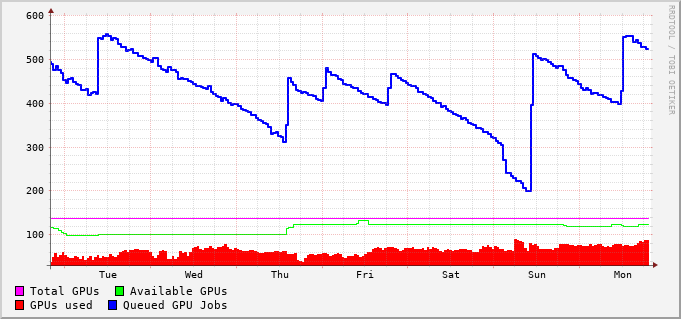 600
500
400
300
200
100
Tue Wed Thu Fri Sat Sun Mon
Total GPUs Available GPUs
GPUs used Queued GPU Jobs
RRDTOOL / TOBI OETIKER